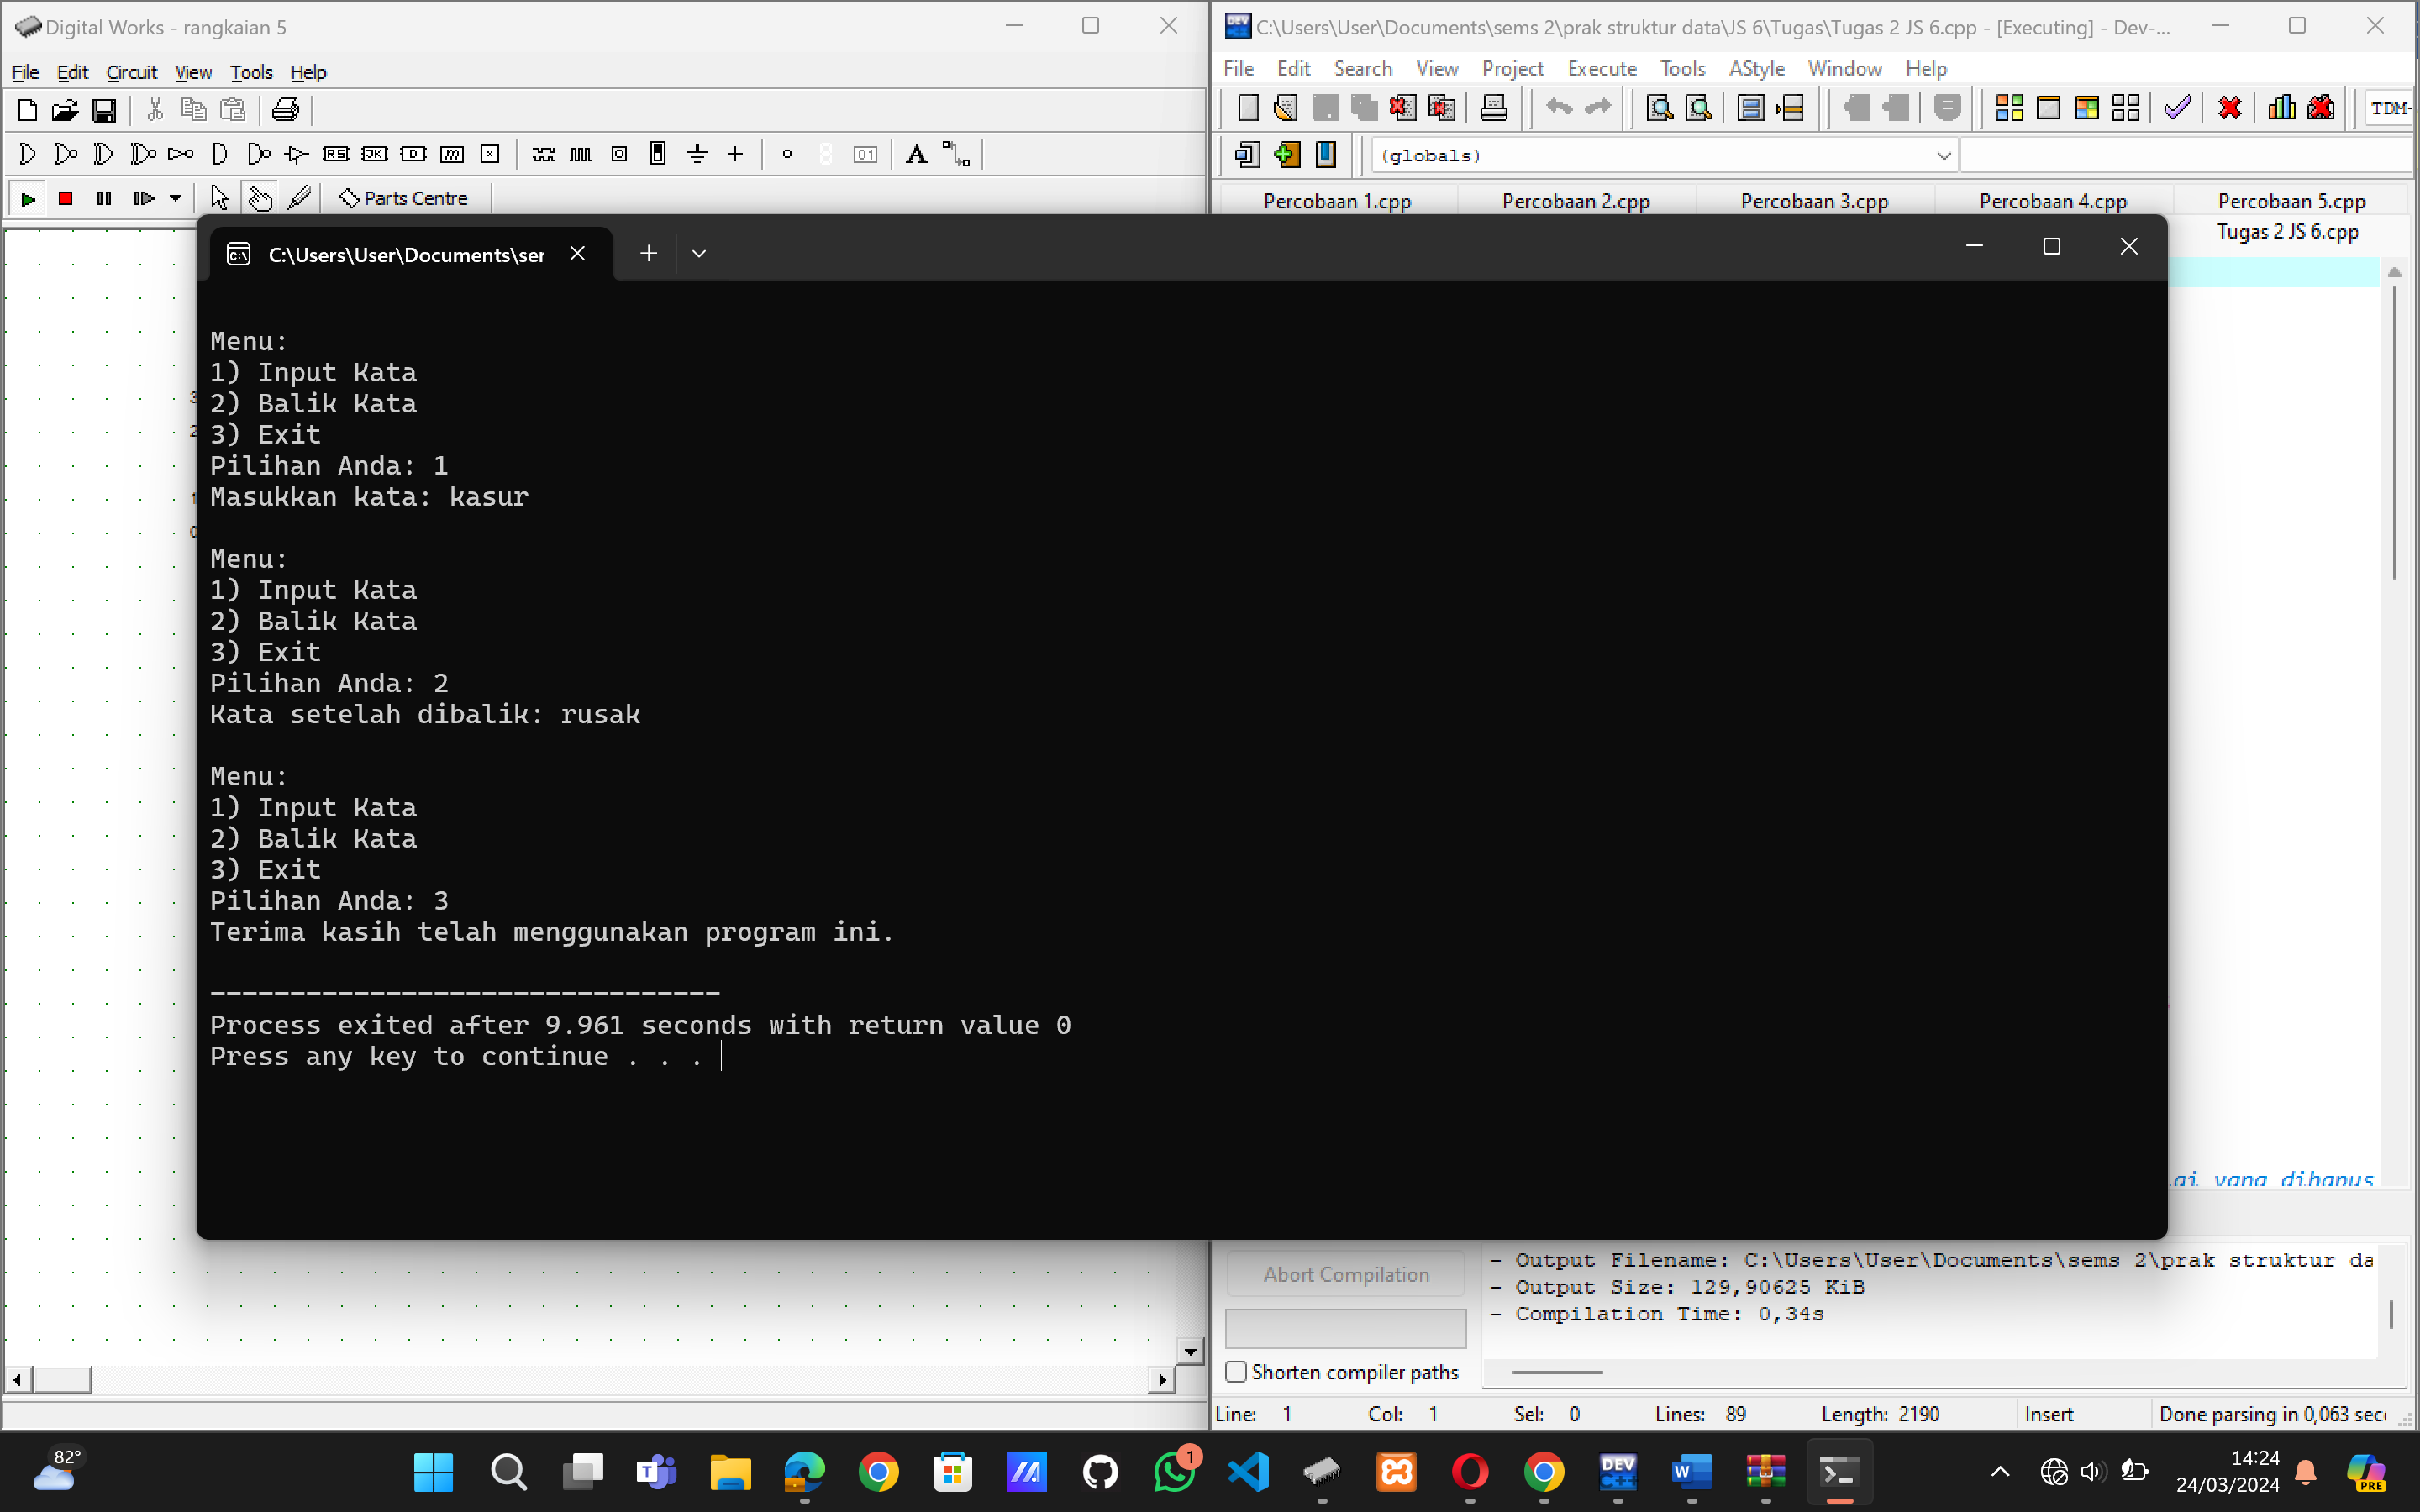 Digital Works - rangkaian 5
File Edit Circuit View Tools Help
Parts Centre
C:\Users\User\Documents\sems 2\prak struktur data\JS 6\Tugas\Tugas 2 JS 6.cpp - [Executing] - Dev-...
File Edit Search View Project Execute Tools AStyle Window Help
TDM-
(globals)
Percobaan 1.cpp Percobaan 2.cpp Percobaan 3.cpp Percobaan 4.cpp Percobaan 5.cpp
Tugas 2 JS 6.cpp
C:\Users\User\Documents\ser
Menu:
1) Input Kata
2) Balik Kata
3) Exit
Pilihan Anda: 1
Masukkan kata: kasur
Menu:
1) Input Kata
2) Balik Kata
3) Exit
Pilihan Anda: 2
Kata setelah dibalik: rusak
Menu:
1) Input Kata
2) Balik Kata
3) Exit
Pilihan Anda: 3
Terima kasih telah menggunakan program ini.
--------------------------------
Process exited after 9.961 seconds with return value 0
Press any key to continue . . .
yang dihapus
Abort Compilation
Shorten compiler paths
- Output Filename: C:\Users\User\Documents\sems 2\prak struktur da
- Output Size: 129,90625 KiB
- Compilation Time: 0,34s
Line: 1 Col: 1 Sel: 0 Lines: 89 Length: 2190 Insert Done parsing in 0,063 sec
82°
1
DEV C++
PRE
14:24
24/03/2024